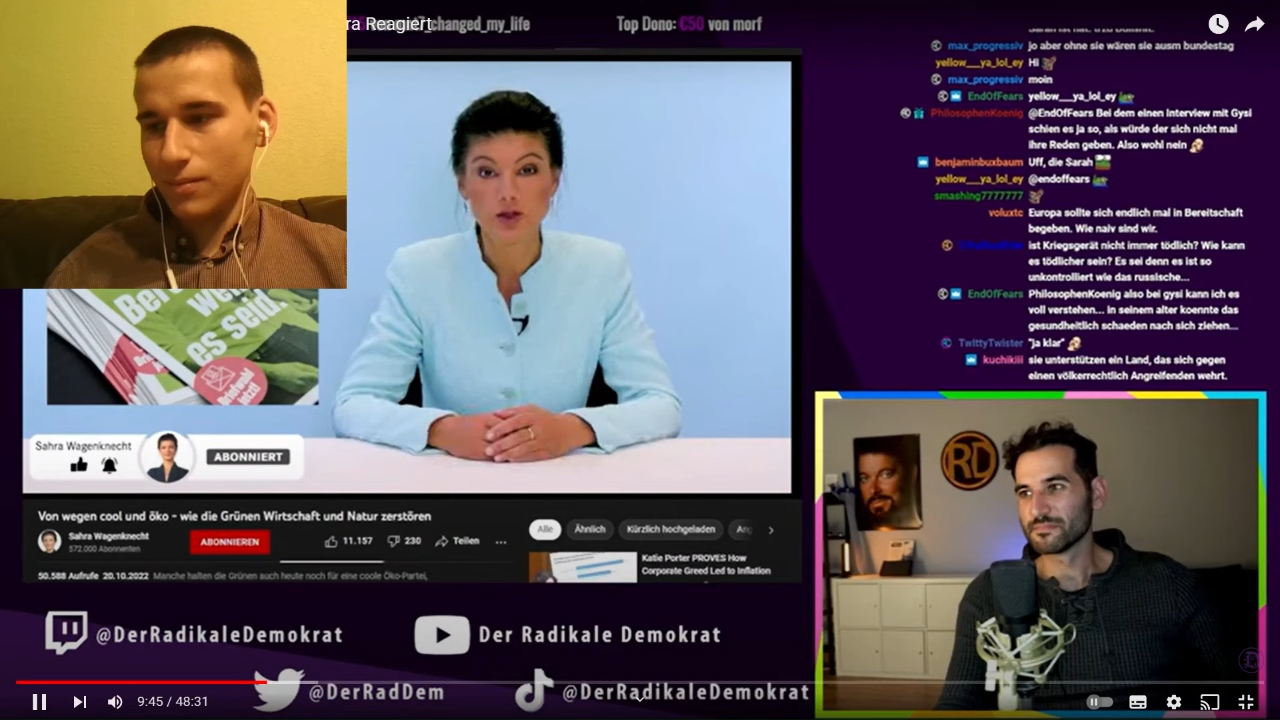 ra Reagiert
_changed_my_life
Top Dono: €50 von morf
max_progressiv jo aber ohne sie wären sie ausm bundestag
yellow__ya_lol_ey Hi
max_progressiv moin
EndOfFears yellow__ya_lol_ey
PhilosophenKoenig @EndOfFears Bei dem einen Interview mit Gysi
schien es ja so, als würde der sich nicht mal
ihre Reden geben. Also wohl nein
benjaminbuxbaum Uff, die Sarah
yellow__ya_lol_ey @endoffears
smashing7777777
voluxtc Europa sollte sich endlich mal in Bereitschaft
begeben. Wie naiv sind wir.
ist Kriegsgerät nicht immer tödlich? Wie kann
es tödlicher sein? Es sei denn es ist so
unkontrolliert wie das russische...
EndOfFears PhilosophenKoenig also bei gysi kann ich es
voll verstehen... in seinem alter koennte das
gesundheitlich schaeden nach sich ziehen...
TwittyTwister "ja klar"
kuchikiii sie unterstützen ein Land, das sich gegen
einen völkerrechtlich Angreifenden wehrt.
es seid!
Sahra Wagenknecht
ABONNIERT
Von wegen cool und öko - wie die Grünen Wirtschaft und Natur zerstören
Sahra Wagenknecht
572.000 Abonnenten
ABONNIEREN
11.157
230
Teilen
Alle
Ähnlich
Kürzlich hochgeladen
50.588 Aufrufe 20.10.2022 Manche halten die Grünen auch heute noch für eine coole Öko-Partei,
Katie Porter PROVES How
Corporate Greed Led to Inflation
RD
@DerRadikaleDemokrat
Der Radikale Demokrat
@DerRadDem
@DerRadikaleDemokrat
9:45 / 48:31